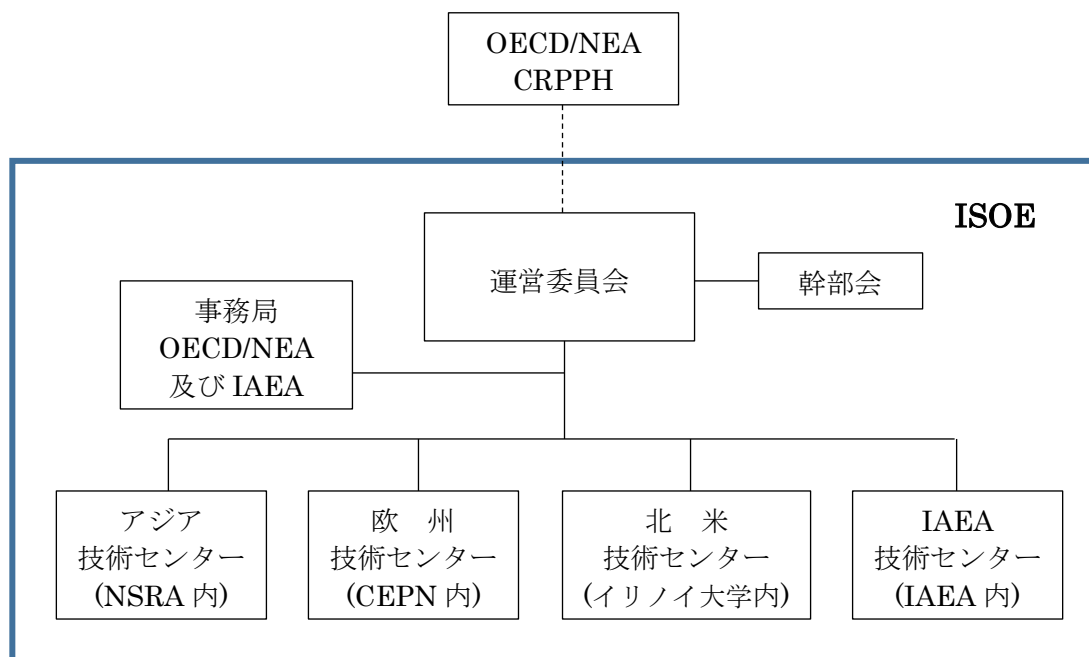 OECD/NEA
CRPPH
ISOE
運営委員会
幹部会
事務局
OECD/NEA
及び IAEA
アジア
技術センター
(NSRA 内)
欧 州
技術センター
(CEPN 内)
北 米
技術センター
(イリノイ大学内)
IAEA
技術センター
(IAEA 内)